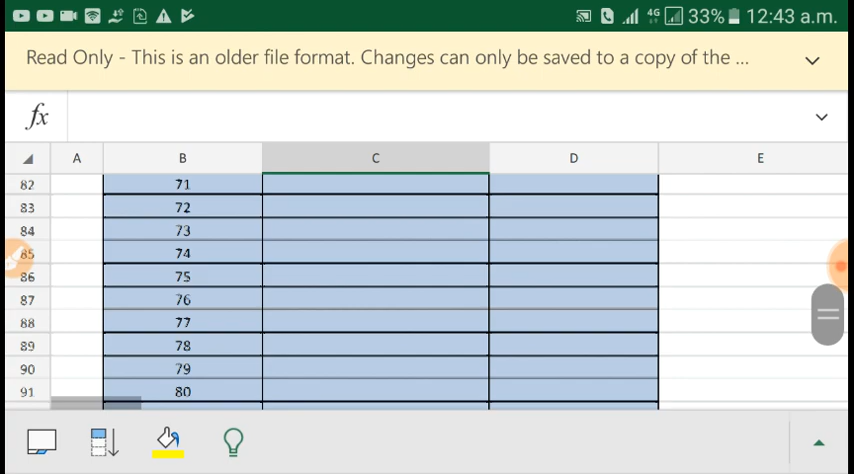 4G 33% 12:43 a.m.
Read Only - This is an older file format. Changes can only be saved to a copy of the ...
fx
A B C D E
82 71
83 72
84 73
85 74
86 75
87 76
88 77
89 78
90 79
91 80